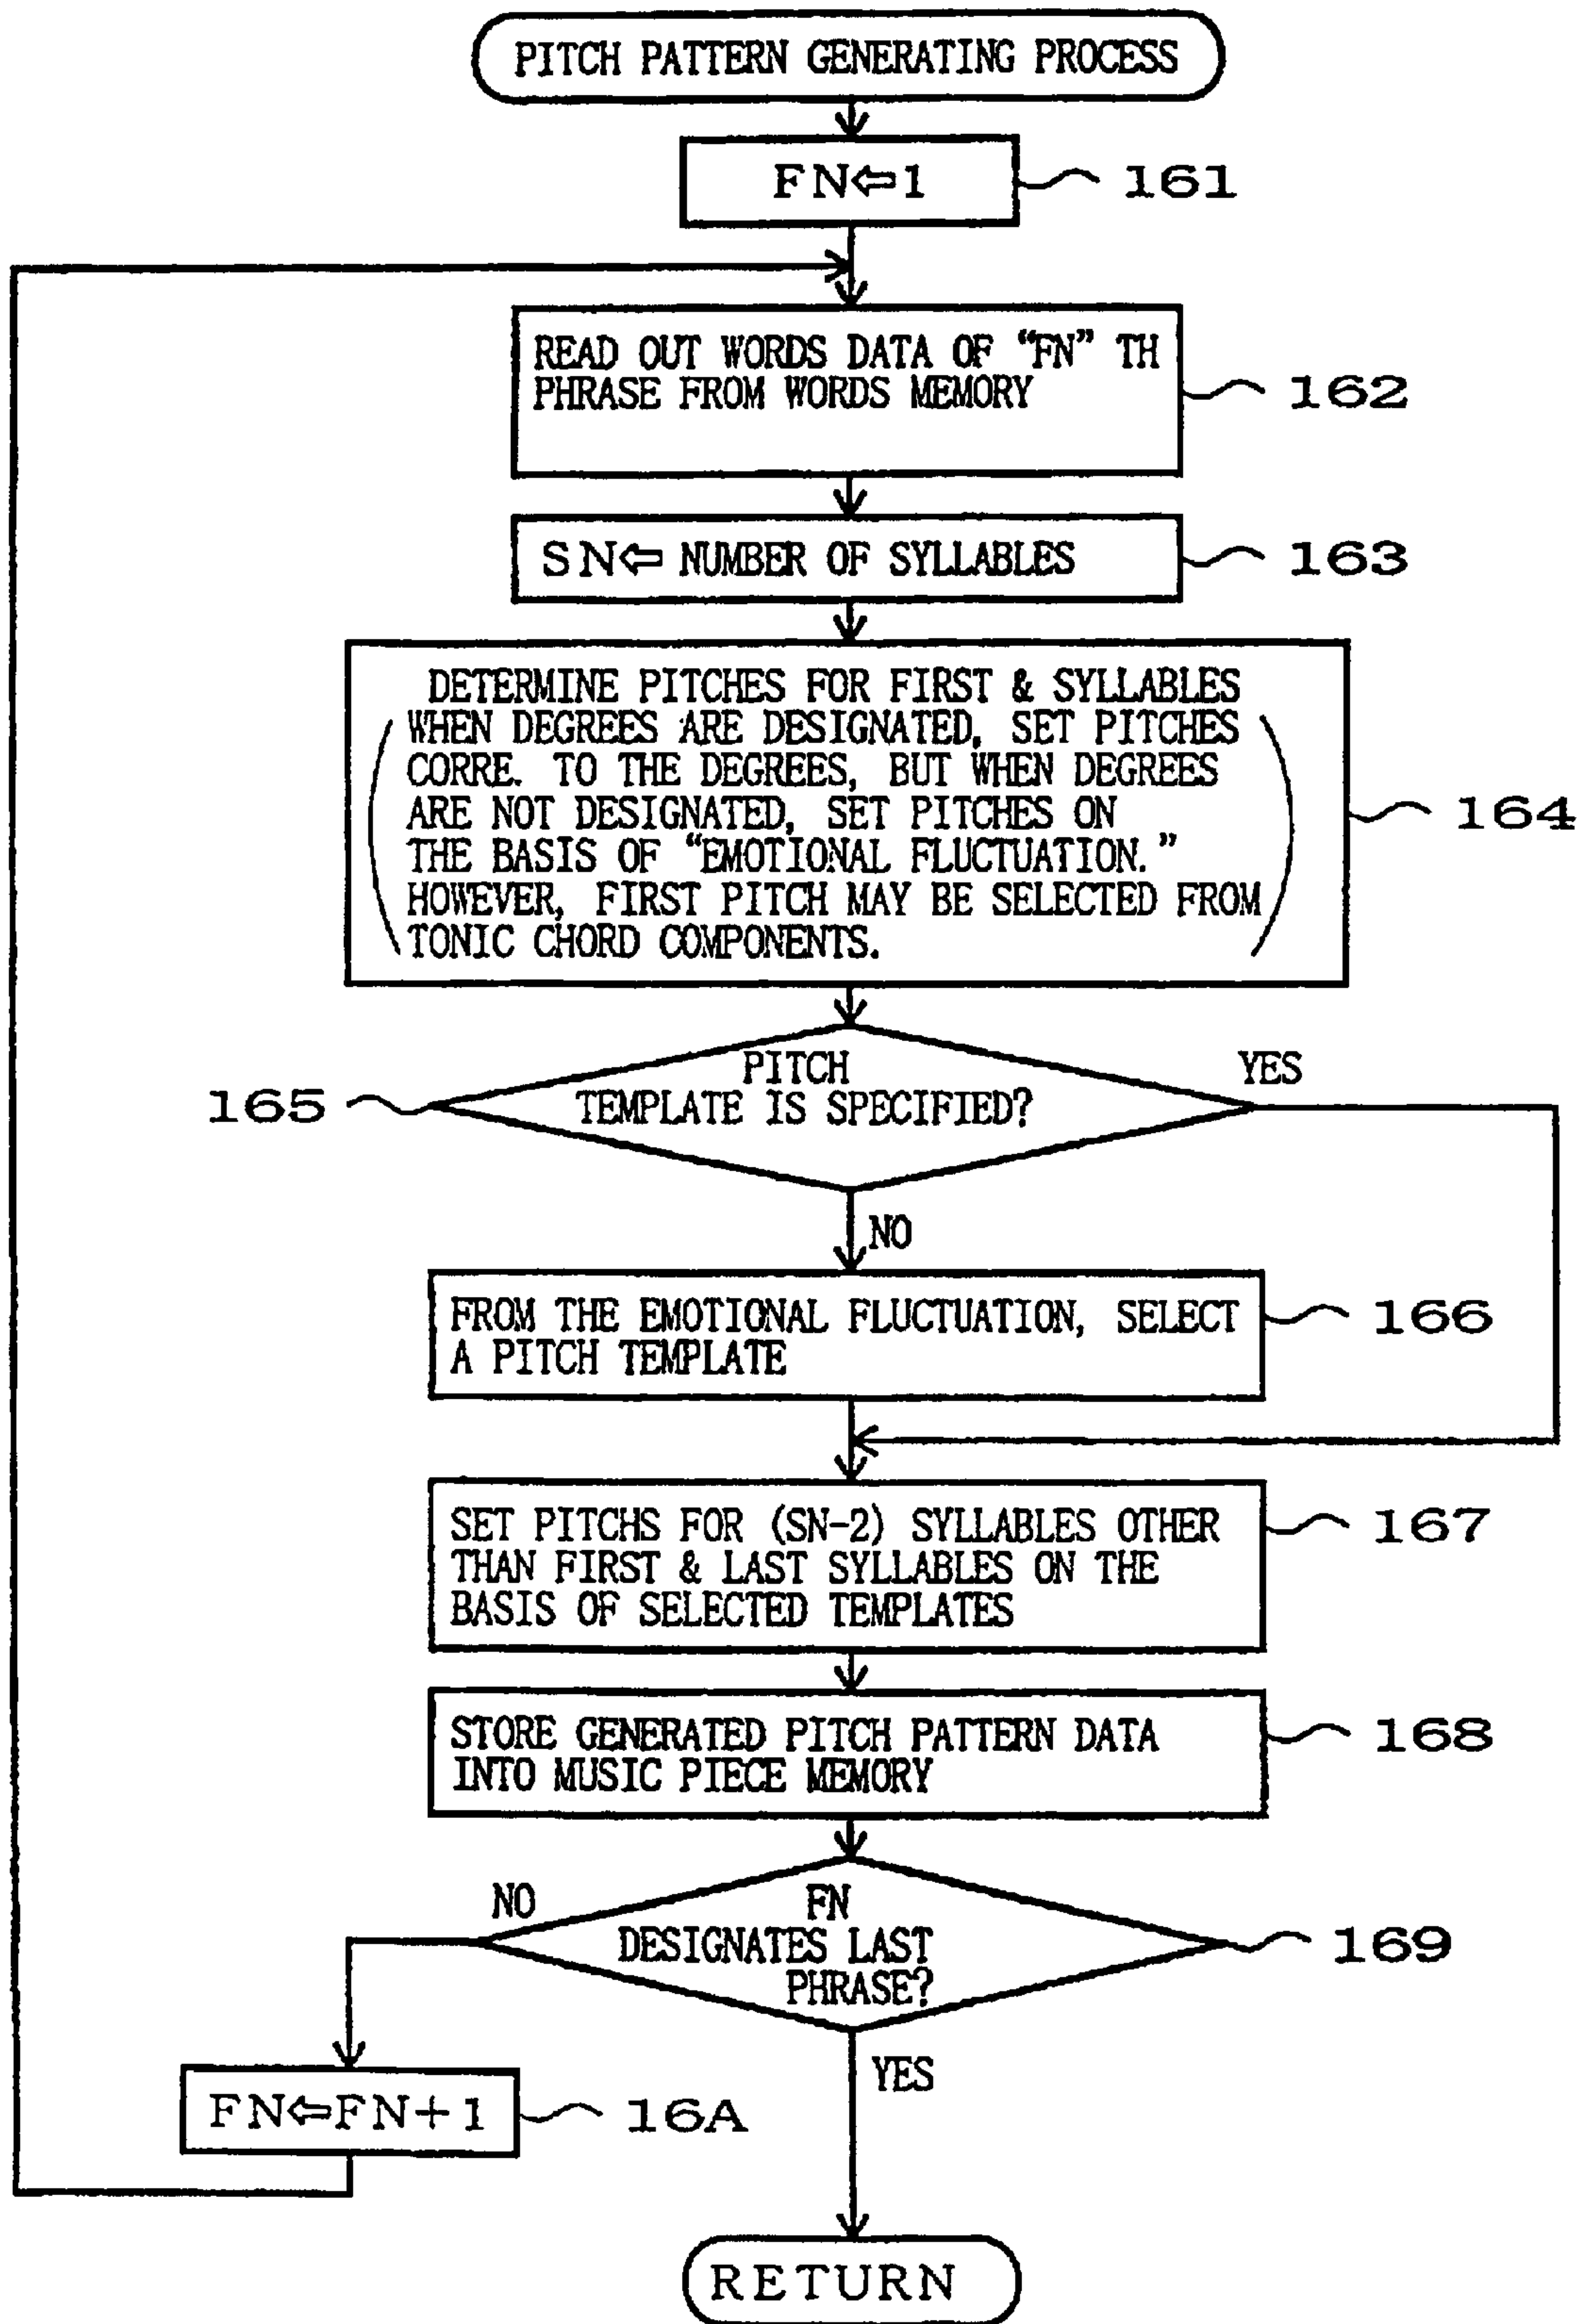 PITCH PATTERN GENERATING PROCESS
FN⇐1
161
READ OUT WORDS DATA OF “FN” TH
PHRASE FROM WORDS MEMORY
162
SN⇐ NUMBER OF SYLLABLES
163
DETERMINE PITCHES FOR FIRST & SYLLABLES
WHEN DEGREES ARE DESIGNATED, SET PITCHES
CORRE. TO THE DEGREES, BUT WHEN DEGREES
ARE NOT DESIGNATED, SET PITCHES ON
THE BASIS OF “EMOTIONAL FLUCTUATION.”
HOWEVER, FIRST PITCH MAY BE SELECTED FROM
TONIC CHORD COMPONENTS.
164
PITCH
TEMPLATE IS SPECIFIED?
YES
165
NO
FROM THE EMOTIONAL FLUCTUATION, SELECT
A PITCH TEMPLATE
166
SET PITCHS FOR (SN-2) SYLLABLES OTHER
THAN FIRST & LAST SYLLABLES ON THE
BASIS OF SELECTED TEMPLATES
167
STORE GENERATED PITCH PATTERN DATA
INTO MUSIC PIECE MEMORY
168
NO
FN
DESIGNATES LAST
PHRASE?
169
YES
FN⇐FN+1
16A
RETURN